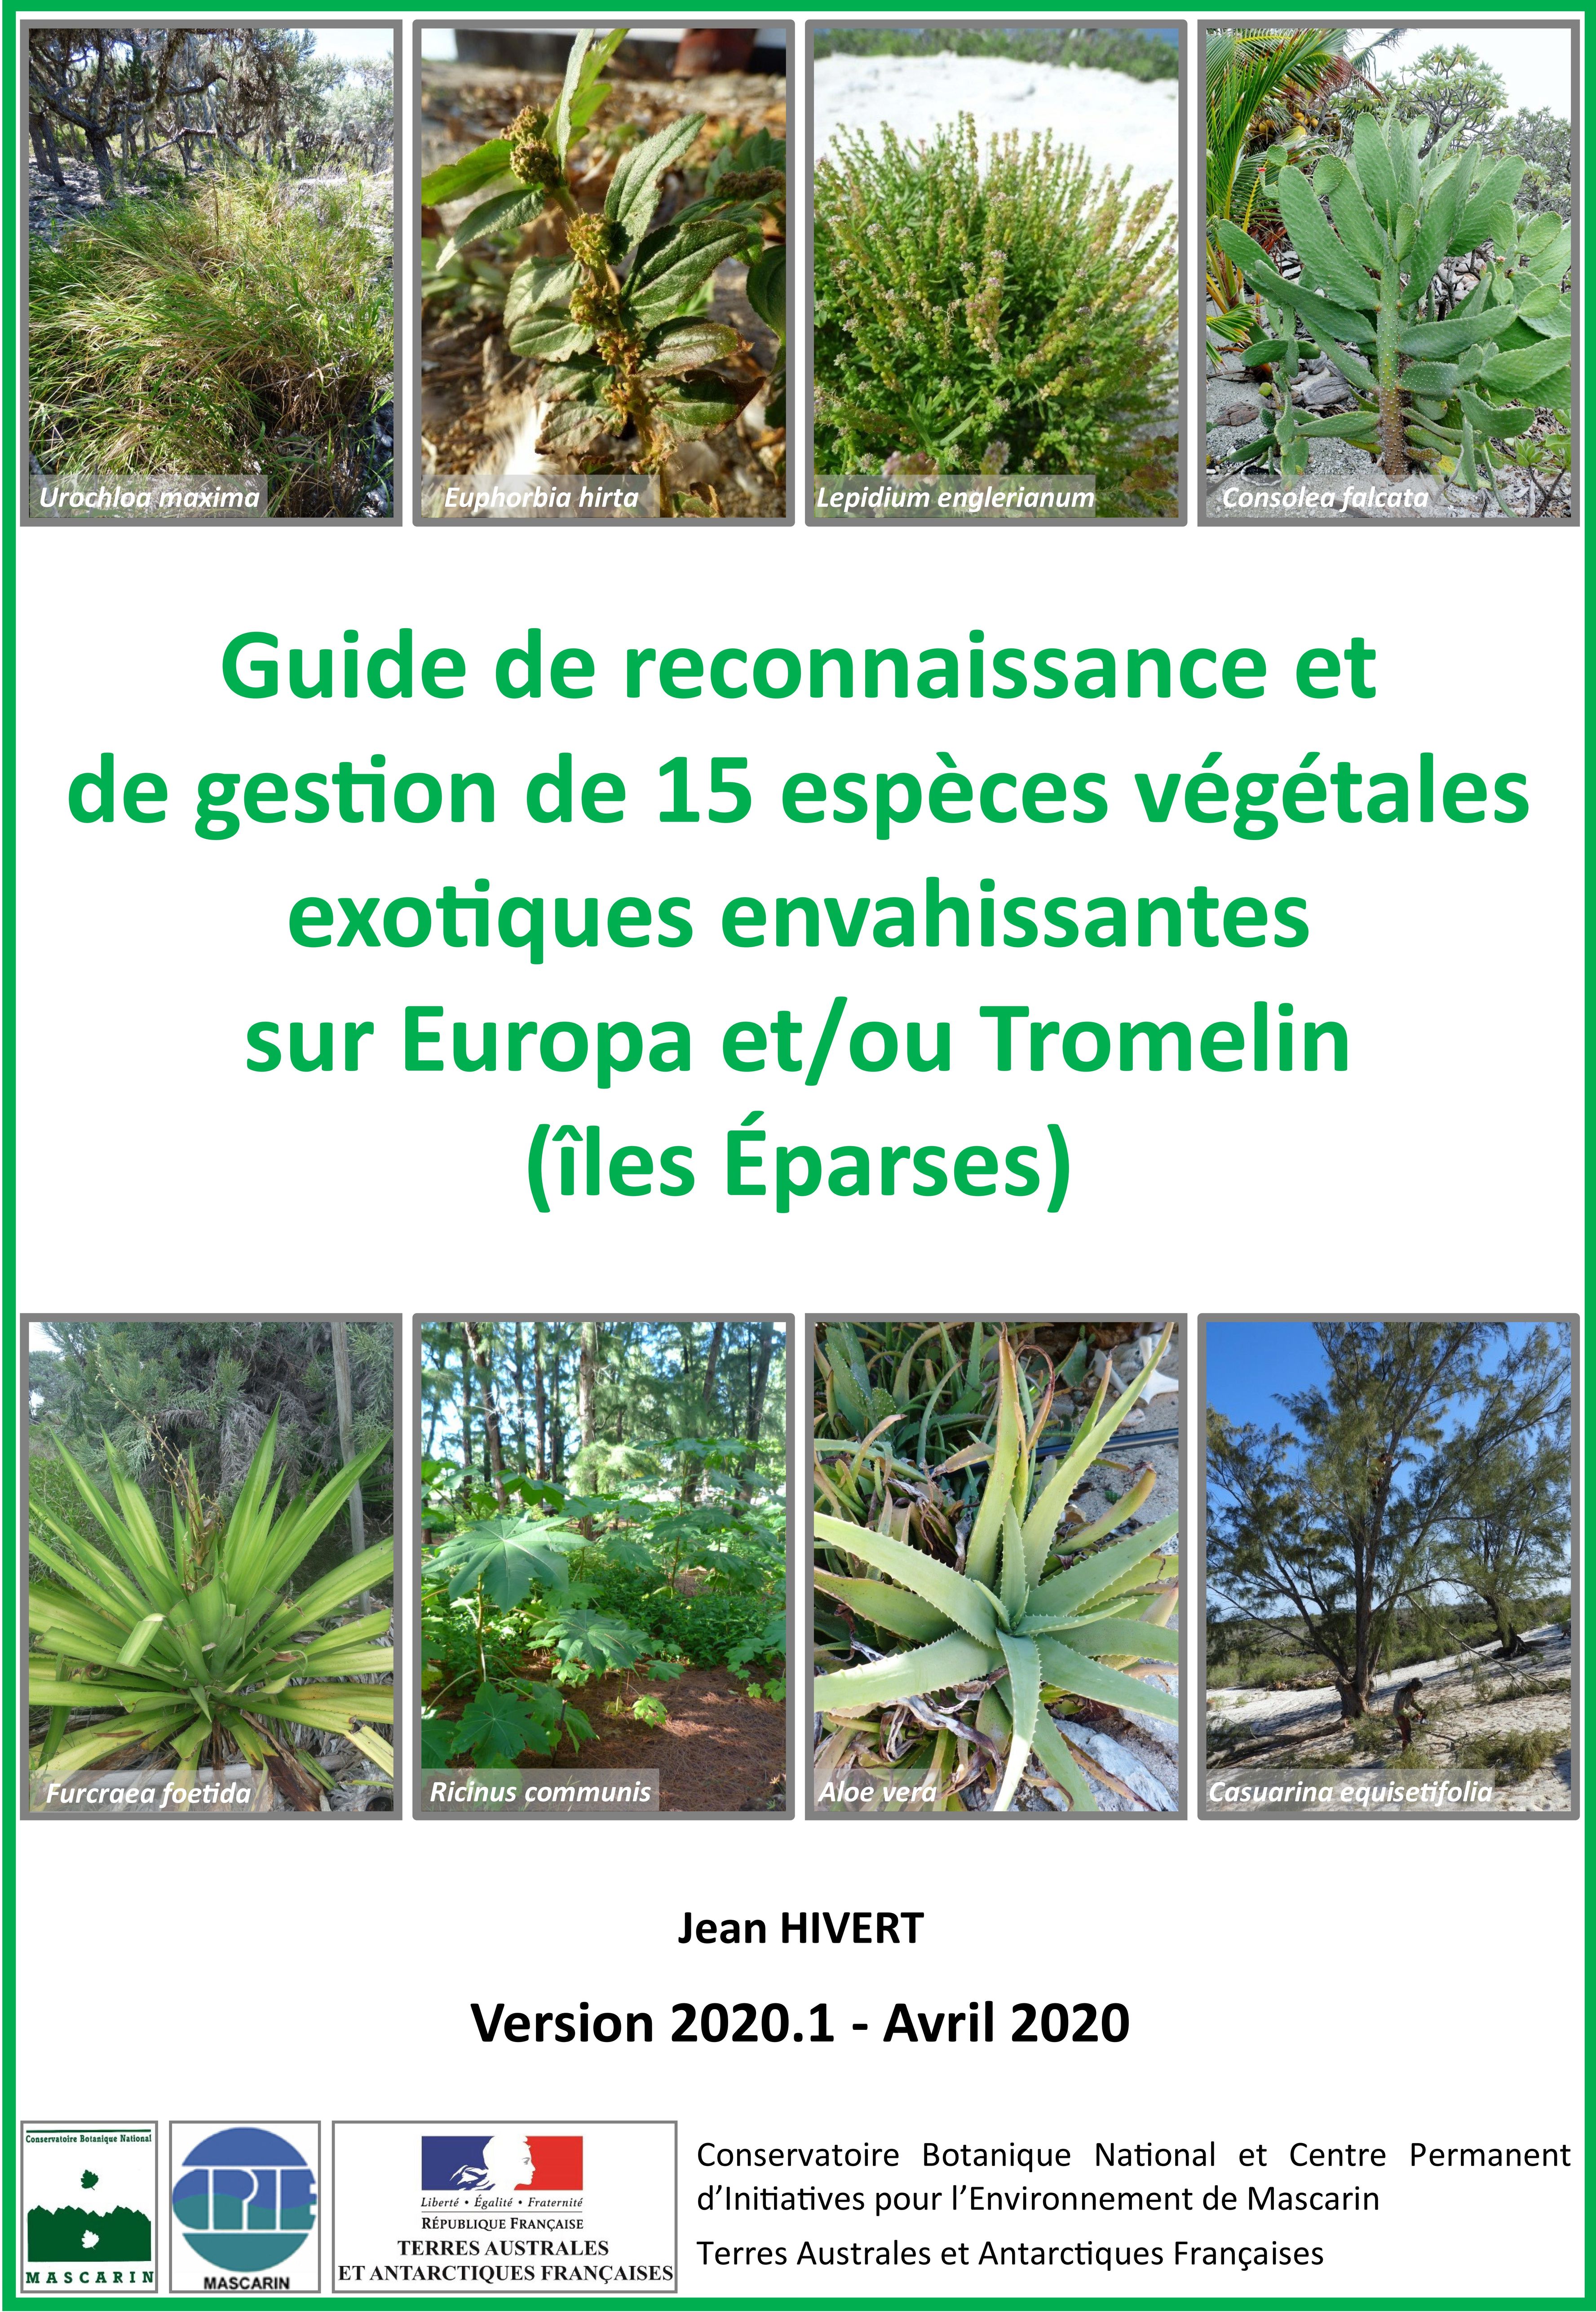 Urochloa maxima
Euphorbia hirta
Lepidium englerianum
Consolea falcata
Guide de reconnaissance et
de gestion de 15 espèces végétales
exotiques envahissantes
sur Europa et/ou Tromelin
(îles Éparses)
Furcraea foetida
Ricinus communis
Aloe vera
Casuarina equisetifolia
Jean HIVERT
Version 2020.1 - Avril 2020
Conservatoire Botanique National
MASCARIN
CPIE
MASCARIN
Liberté • Égalité • Fraternité
RÉPUBLIQUE FRANÇAISE
TERRES AUSTRALES
ET ANTARCTIQUES FRANÇAISES
Conservatoire Botanique National et Centre Permanent
d’Initiatives pour l’Environnement de Mascarin
Terres Australes et Antarctiques Françaises